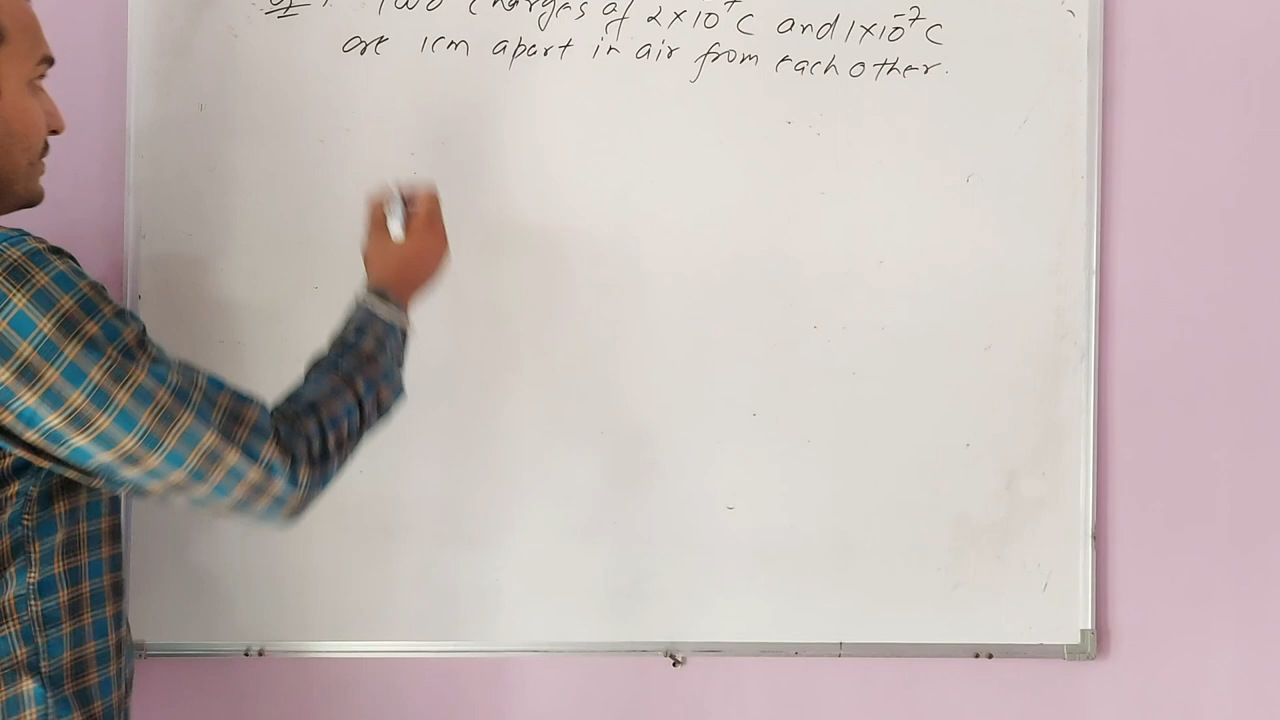 Two charges of 2×10⁻⁷C and 1×10⁻⁷C
are 1cm apart in air from each other.